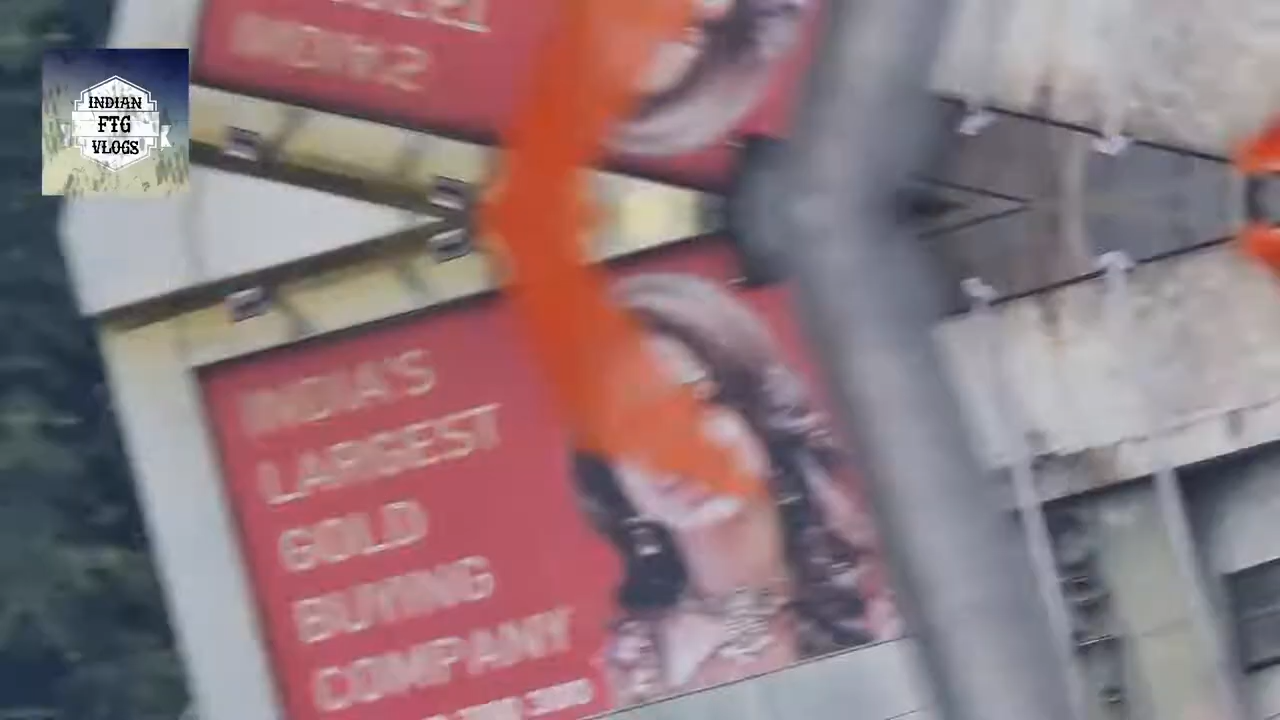 INDIAN
FTG
VLOGS
INDIA'S
LARGEST
GOLD
BUYING
COMPANY